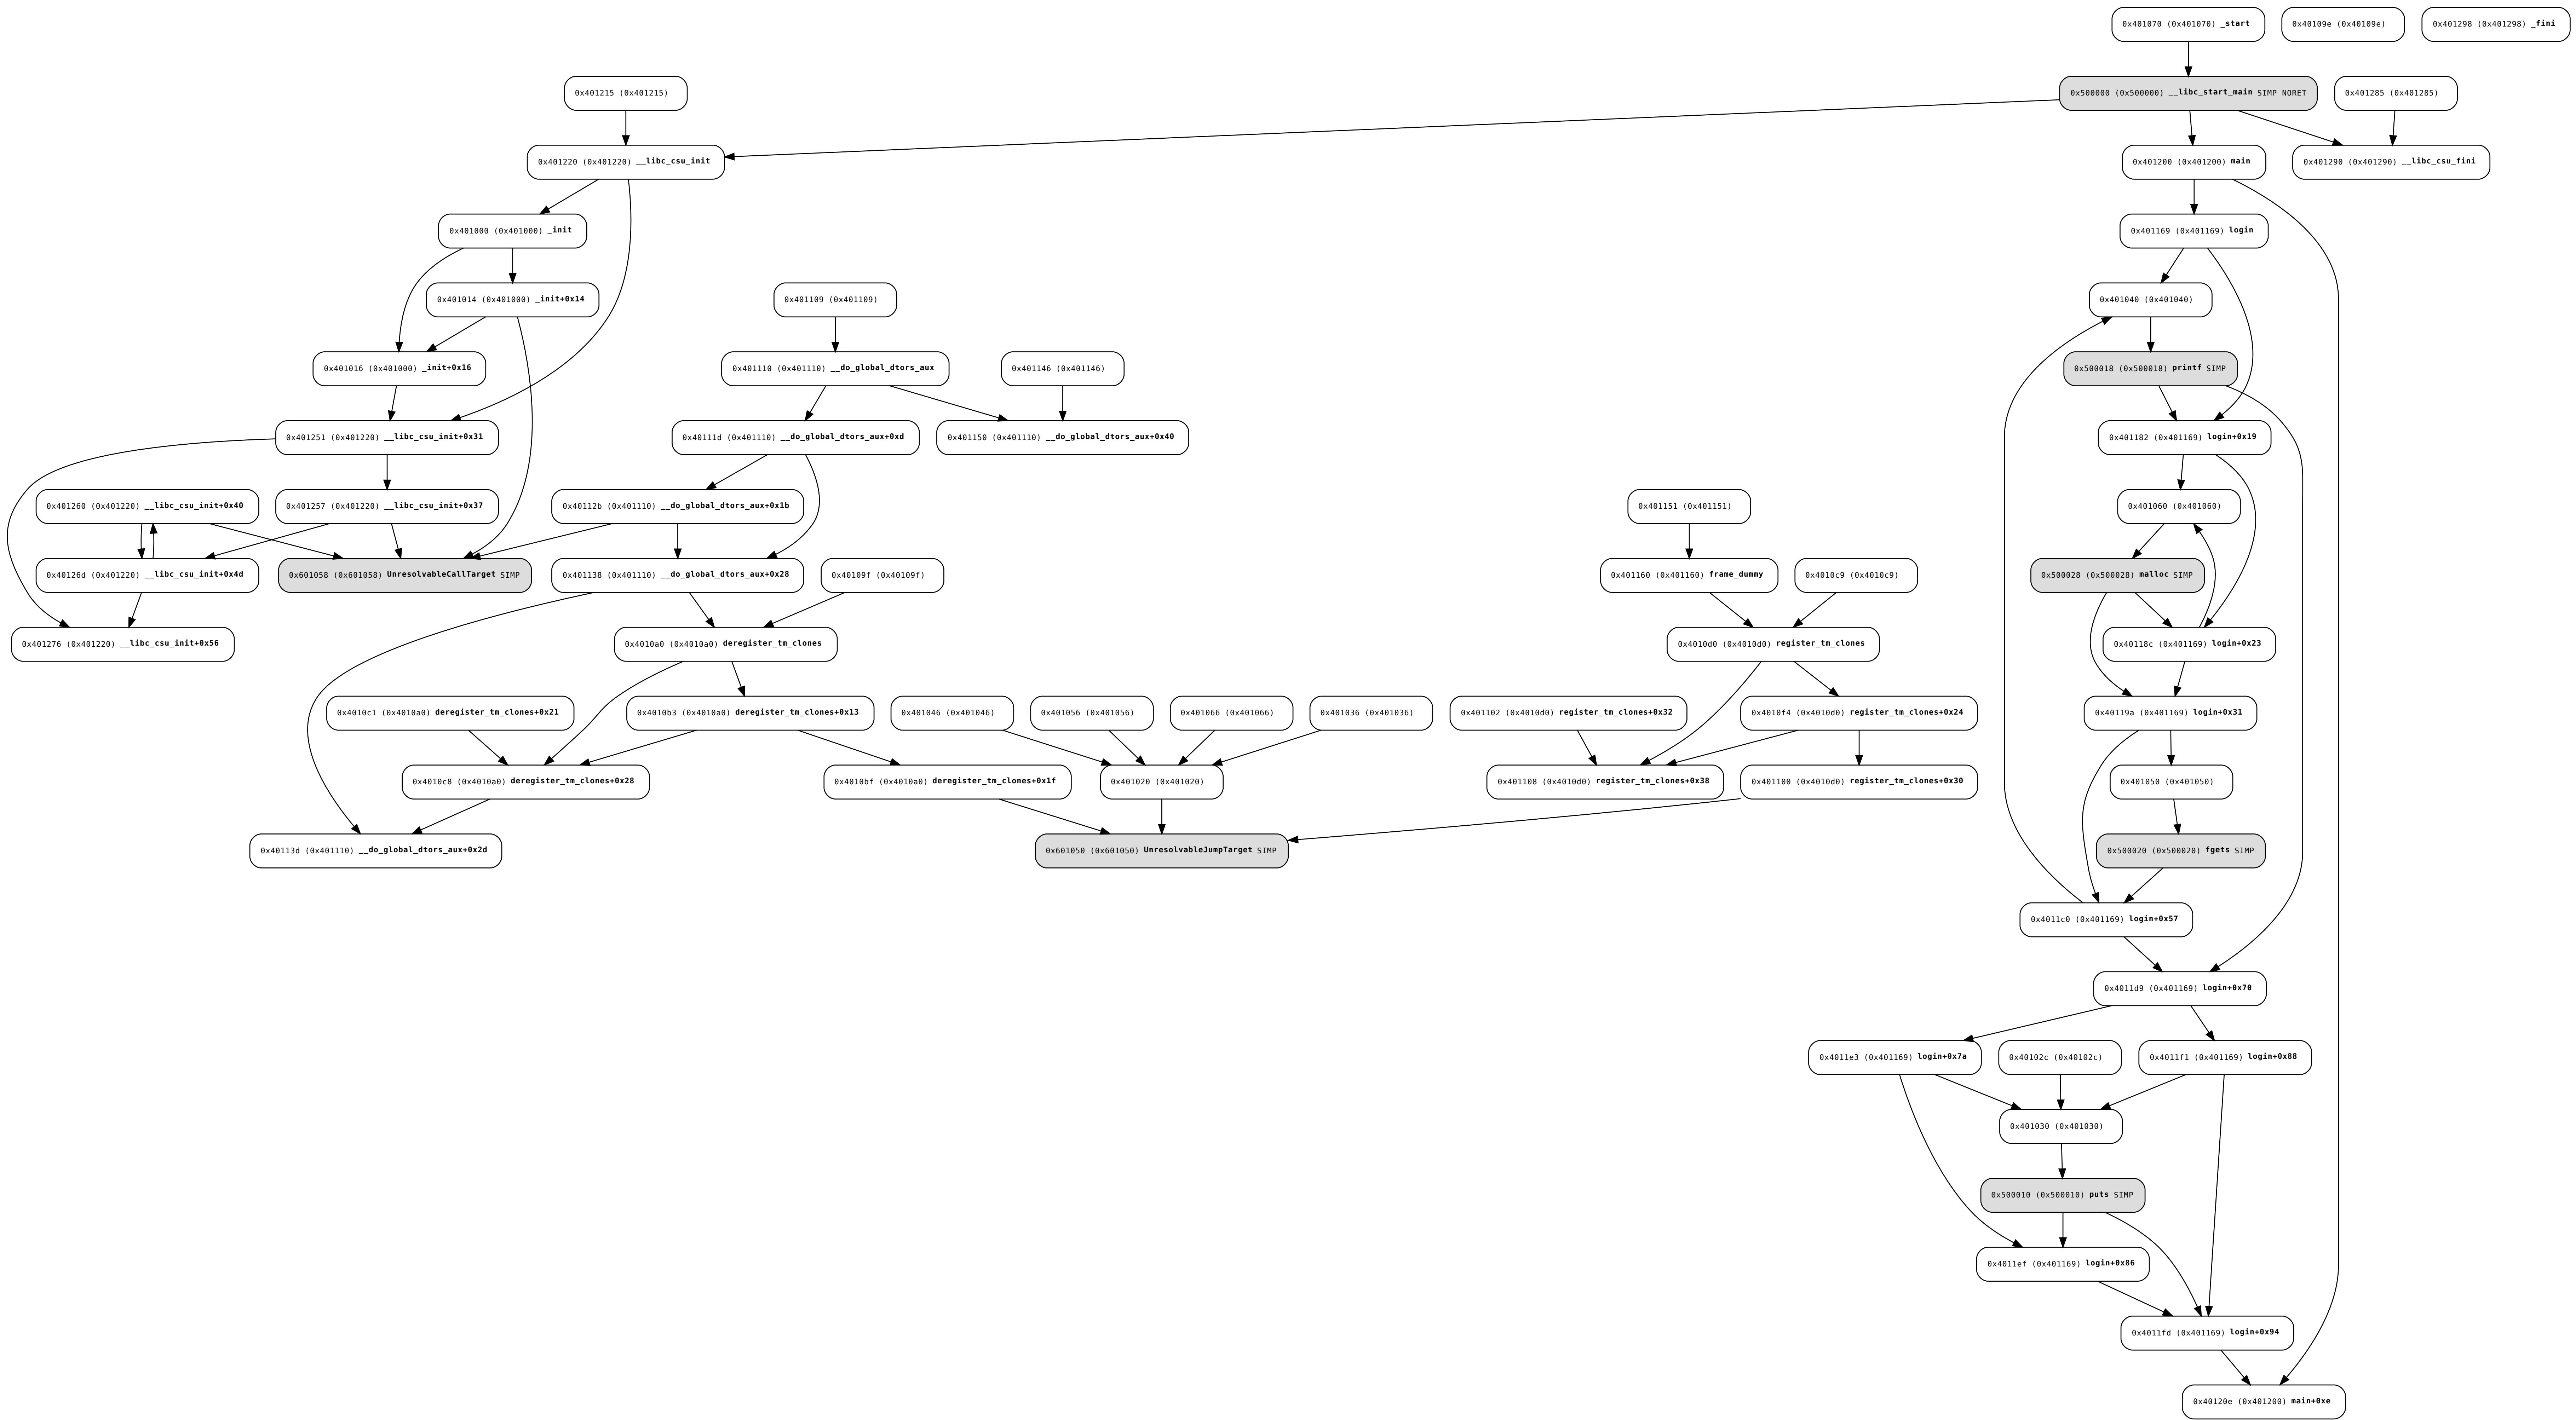 0x401070 (0x401070) _start
0x40109e (0x40109e)
0x401298 (0x401298) _fini
0x401215 (0x401215)
0x500000 (0x500000) __libc_start_main SIMP NORET
0x401285 (0x401285)
0x401220 (0x401220) __libc_csu_init
0x401200 (0x401200) main
0x401290 (0x401290) __libc_csu_fini
0x401000 (0x401000) _init
0x401169 (0x401169) login
0x401014 (0x401000) _init+0x14
0x401109 (0x401109)
0x401040 (0x401040)
0x401016 (0x401000) _init+0x16
0x401110 (0x401110) __do_global_dtors_aux
0x401146 (0x401146)
0x500018 (0x500018) printf SIMP
0x401251 (0x401220) __libc_csu_init+0x31
0x40111d (0x401110) __do_global_dtors_aux+0xd
0x401150 (0x401110) __do_global_dtors_aux+0x40
0x401182 (0x401169) login+0x19
0x401260 (0x401220) __libc_csu_init+0x40
0x401257 (0x401220) __libc_csu_init+0x37
0x40112b (0x401110) __do_global_dtors_aux+0x1b
0x401151 (0x401151)
0x401060 (0x401060)
0x40126d (0x401220) __libc_csu_init+0x4d
0x601058 (0x601058) UnresolvableCallTarget SIMP
0x401138 (0x401110) __do_global_dtors_aux+0x28
0x40109f (0x40109f)
0x401160 (0x401160) frame_dummy
0x4010c9 (0x4010c9)
0x500028 (0x500028) malloc SIMP
0x401276 (0x401220) __libc_csu_init+0x56
0x4010a0 (0x4010a0) deregister_tm_clones
0x4010d0 (0x4010d0) register_tm_clones
0x40118c (0x401169) login+0x23
0x4010c1 (0x4010a0) deregister_tm_clones+0x21
0x4010b3 (0x4010a0) deregister_tm_clones+0x13
0x401046 (0x401046)
0x401056 (0x401056)
0x401066 (0x401066)
0x401036 (0x401036)
0x401102 (0x4010d0) register_tm_clones+0x32
0x4010f4 (0x4010d0) register_tm_clones+0x24
0x40119a (0x401169) login+0x31
0x4010c8 (0x4010a0) deregister_tm_clones+0x28
0x4010bf (0x4010a0) deregister_tm_clones+0x1f
0x401020 (0x401020)
0x401108 (0x4010d0) register_tm_clones+0x38
0x401100 (0x4010d0) register_tm_clones+0x30
0x401050 (0x401050)
0x40113d (0x401110) __do_global_dtors_aux+0x2d
0x601050 (0x601050) UnresolvableJumpTarget SIMP
0x500020 (0x500020) fgets SIMP
0x4011c0 (0x401169) login+0x57
0x4011d9 (0x401169) login+0x70
0x4011e3 (0x401169) login+0x7a
0x40102c (0x40102c)
0x4011f1 (0x401169) login+0x88
0x401030 (0x401030)
0x500010 (0x500010) puts SIMP
0x4011ef (0x401169) login+0x86
0x4011fd (0x401169) login+0x94
0x40120e (0x401200) main+0xe